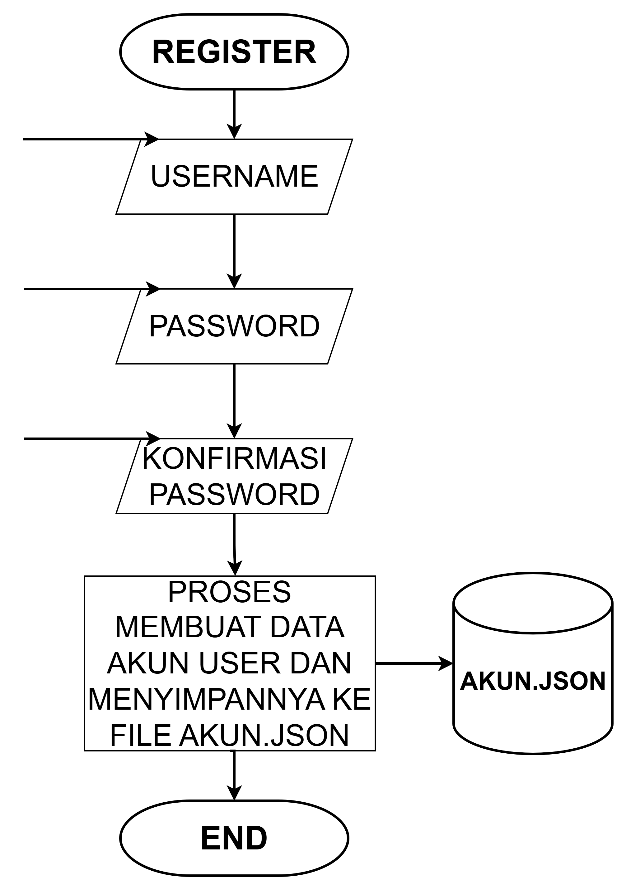 REGISTER
USERNAME
PASSWORD
KONFIRMASI
PASSWORD
PROSES
MEMBUAT DATA
AKUN USER DAN
MENYIMPANNYA KE
FILE AKUN.JSON
AKUN.JSON
END